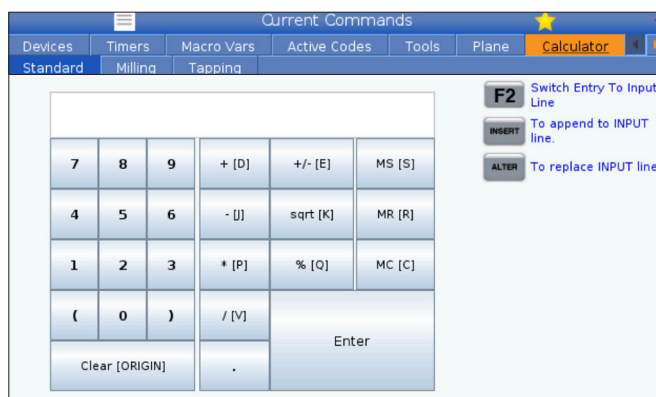 Current Commands
Devices Timers Macro Vars Active Codes Tools Plane Calculator
Standard Milling Tapping
F2 Switch Entry To Input
Line
INSERT To append to INPUT
line.
ALTER To replace INPUT line
7 8 9 + [D] +/- [E] MS [S]
4 5 6 - [J] sqrt [K] MR [R]
1 2 3 * [P] % [Q] MC [C]
( 0 ) / [V]
Enter
Clear [ORIGIN] .